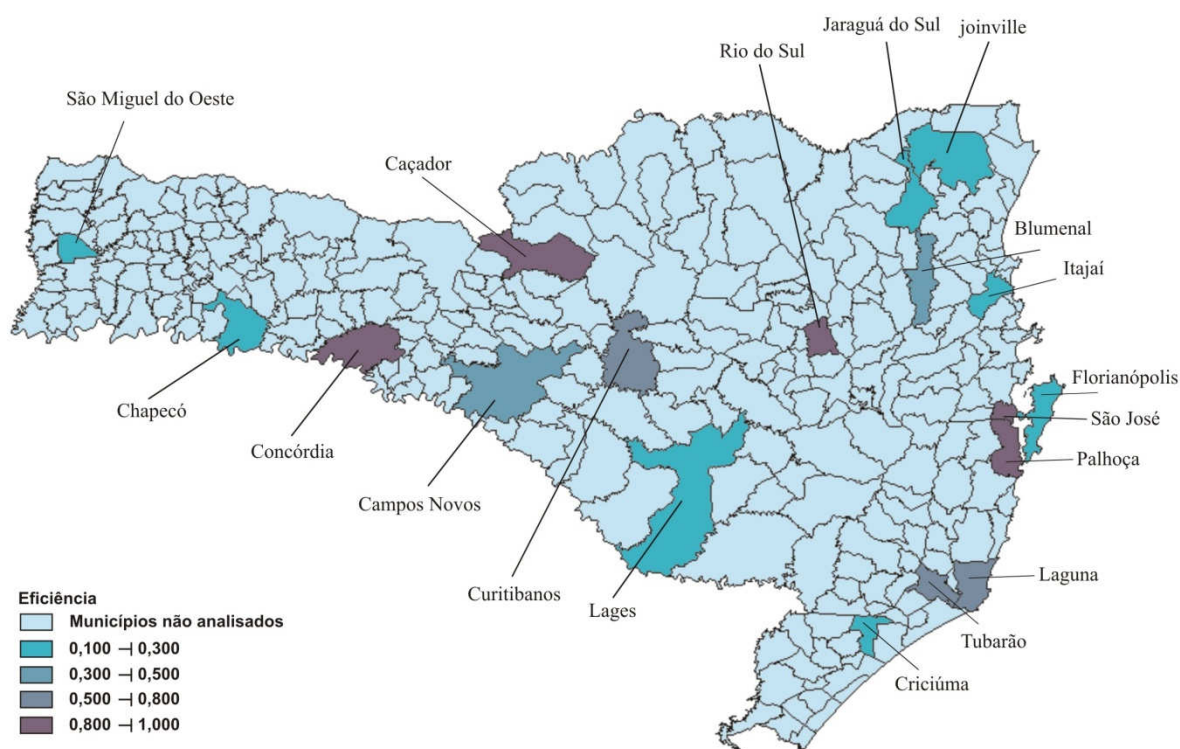 Jaraguá do Sul
joinville
Rio do Sul
São Miguel do Oeste
Caçador
Blumenal
Itajaí
Florianópolis
São José
Palhoça
Chapecó
Concórdia
Campos Novos
Curitibanos
Lages
Laguna
Tubarão
Criciúma
Eficiência
Municípios não analisados
0,100 ⊣ 0,300
0,300 ⊣ 0,500
0,500 ⊣ 0,800
0,800 ⊣ 1,000